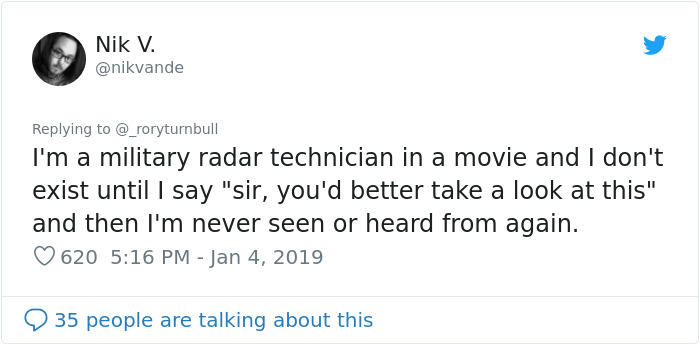 Nik V.
@nikvande
Replying to @_roryturnbull
I'm a military radar technician in a movie and I don't
exist until I say "sir, you'd better take a look at this"
and then I'm never seen or heard from again.
620 5:16 PM - Jan 4, 2019
35 people are talking about this